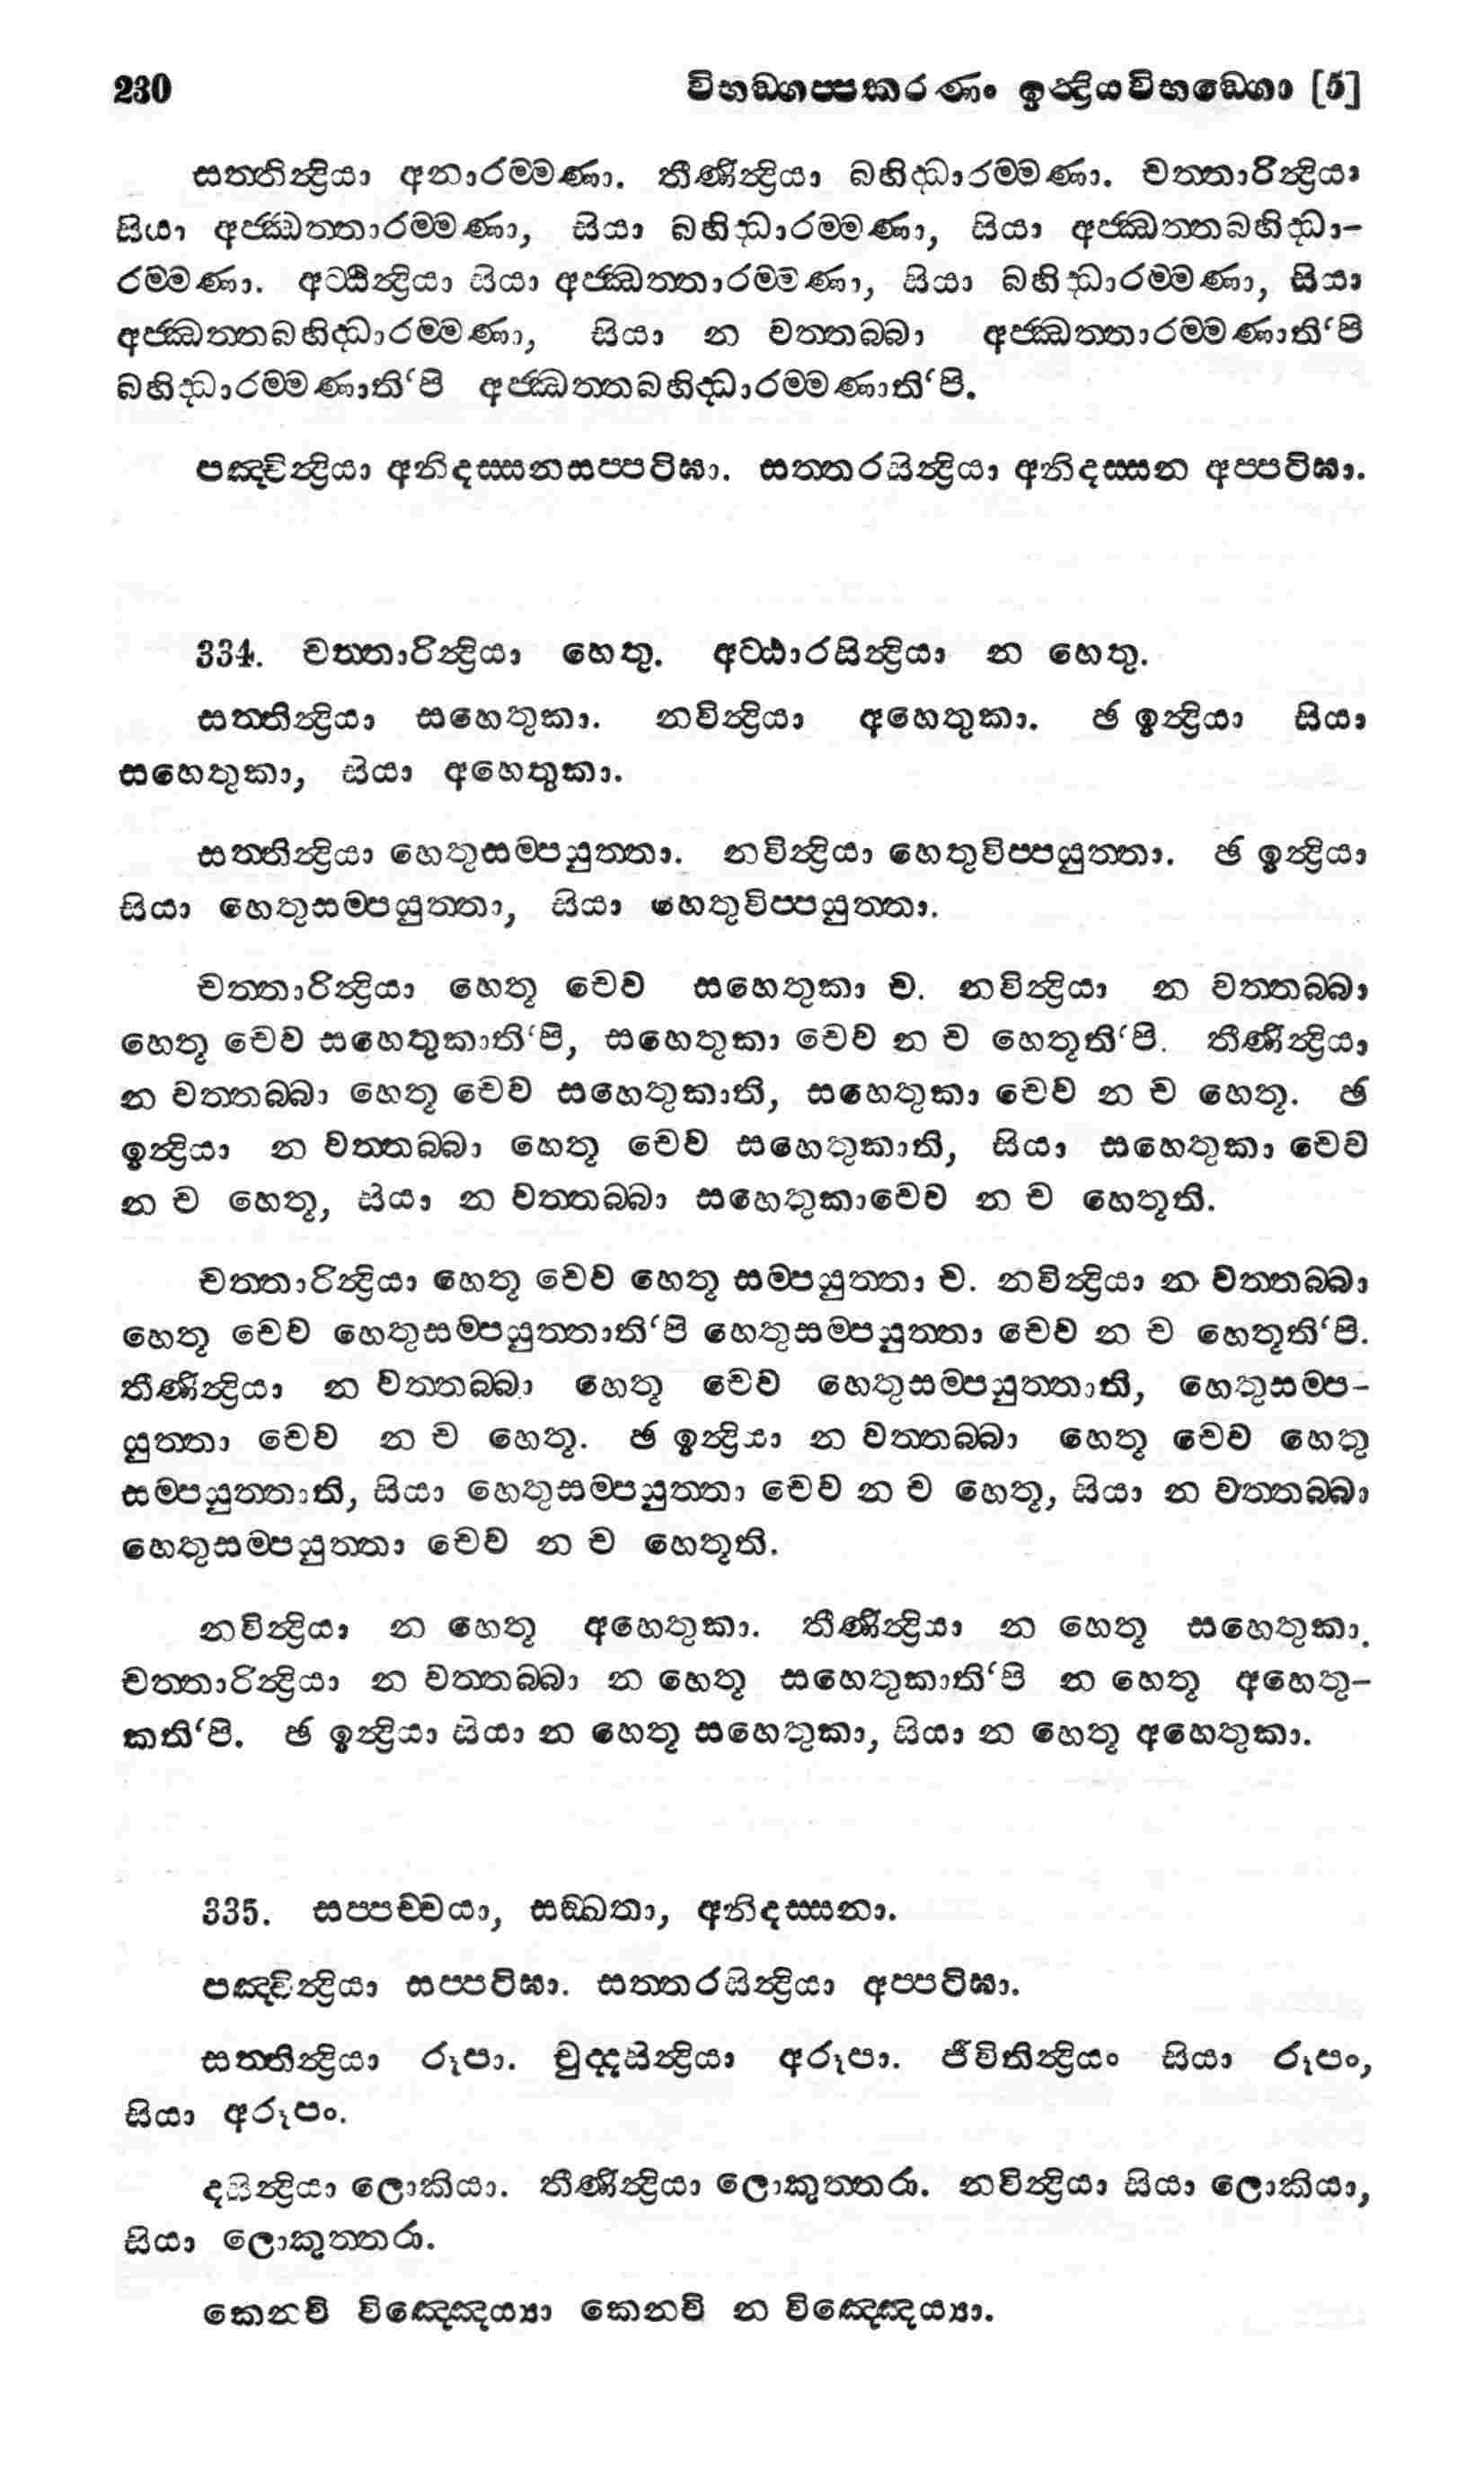 230 විභඞ්ගප්පකරණං ඉන්ද්‍රියවිභඞ්ගො [5]
සත්තින්ද්‍රියා අනාරම්මණා. තීණින්ද්‍රියා බහිද්ධාරම්මණා. චත්තාරින්ද්‍රියා
සියා අජ්ඣත්තාරම්මණා, සියා බහිද්ධාරම්මණා, සියා අජ්ඣත්තබහිද්ධා-
රම්මණා. අට්ඨින්ද්‍රියා සියා අජ්ඣත්තාරම්මණා, සියා බහිද්ධාරම්මණා, සියා
අජ්ඣත්තබහිද්ධාරම්මණා, සියා න වත්තබ්බා අජ්ඣත්තාරම්මණාති‘පි
බහිද්ධාරම්මණාති‘පි අජ්ඣත්තබහිද්ධාරම්මණාති‘පි.
පඤ්චින්ද්‍රියා අනිදස්සනසප්පටිඝා. සත්තරසින්ද්‍රියා අනිදස්සන අප්පටිඝා.
334. චත්තාරින්ද්‍රියා හෙතු. අට්ඨාරසින්ද්‍රියා න හෙතු.
සත්තින්ද්‍රියා සහෙතුකා. නවින්ද්‍රියා අහෙතුකා. ඡ ඉන්ද්‍රියා සියා
සහෙතුකා, සියා අහෙතුකා.
සත්තින්ද්‍රියා හෙතුසම්පයුත්තා. නවින්ද්‍රියා හෙතුවිප්පයුත්තා. ඡ ඉන්ද්‍රියා
සියා හෙතුසම්පයුත්තා, සියා හෙතුවිප්පයුත්තා.
චත්තාරින්ද්‍රියා හෙතූ චෙව සහෙතුකා ච. නවින්ද්‍රියා න වත්තබ්බා
හෙතූ චෙව සහෙතුකාති‘පි, සහෙතුකා චෙව න ච හෙතූති‘පි. තීණින්ද්‍රියා
න වත්තබ්බා හෙතූ චෙව සහෙතුකාති, සහෙතුකා චෙව න ච හෙතූ. ඡ
ඉන්ද්‍රියා න වත්තබ්බා හෙතූ චෙව සහෙතුකාති, සියා සහෙතුකා චෙව
න ච හෙතූ, සියා න වත්තබ්බා සහෙතුකාචෙව න ච හෙතූති.
චත්තාරින්ද්‍රියා හෙතූ චෙව හෙතූ සම්පයුත්තා ච. නවින්ද්‍රියා න වත්තබ්බා
හෙතූ චෙව හෙතුසම්පයුත්තාති‘පි හෙතුසම්පයුත්තා චෙව න ච හෙතූති‘පි.
තීණින්ද්‍රියා න වත්තබ්බා හෙතූ චෙව හෙතුසම්පයුත්තාති, හෙතුසම්ප-
යුත්තා චෙව න ච හෙතූ. ඡ ඉන්ද්‍රියා න වත්තබ්බා හෙතූ චෙව හෙතු
සම්පයුත්තාති, සියා හෙතුසම්පයුත්තා චෙව න ච හෙතූ, සියා න වත්තබ්බා
හෙතුසම්පයුත්තා චෙව න ච හෙතූති.
නවින්ද්‍රියා න හෙතූ අහෙතුකා. තීණින්ද්‍රියා න හෙතූ සහෙතුකා.
චත්තාරින්ද්‍රියා න වත්තබ්බා න හෙතූ සහෙතුකාති‘පි න හෙතූ අහෙතු-
කති‘පි. ඡ ඉන්ද්‍රියා සියා න හෙතූ සහෙතුකා, සියා න හෙතූ අහෙතුකා.
335. සප්පච්චයා, සඞ්ඛතා, අනිදස්සනා.
පඤ්චින්ද්‍රියා සප්පටිඝා. සත්තරසින්ද්‍රියා අප්පටිඝා.
සත්තින්ද්‍රියා රූපා. චුද්දසින්ද්‍රියා අරූපා. ජීවිතින්ද්‍රියං සියා රූපං,
සියා අරූපං.
දසින්ද්‍රියා ලොකියා. තීණින්ද්‍රියා ලොකුත්තරා. නවින්ද්‍රියා සියා ලොකියා,
සියා ලොකුත්තරා.
කෙනචි විඤ්ඤෙය්‍යා කෙනචි න විඤ්ඤෙය්‍යා.